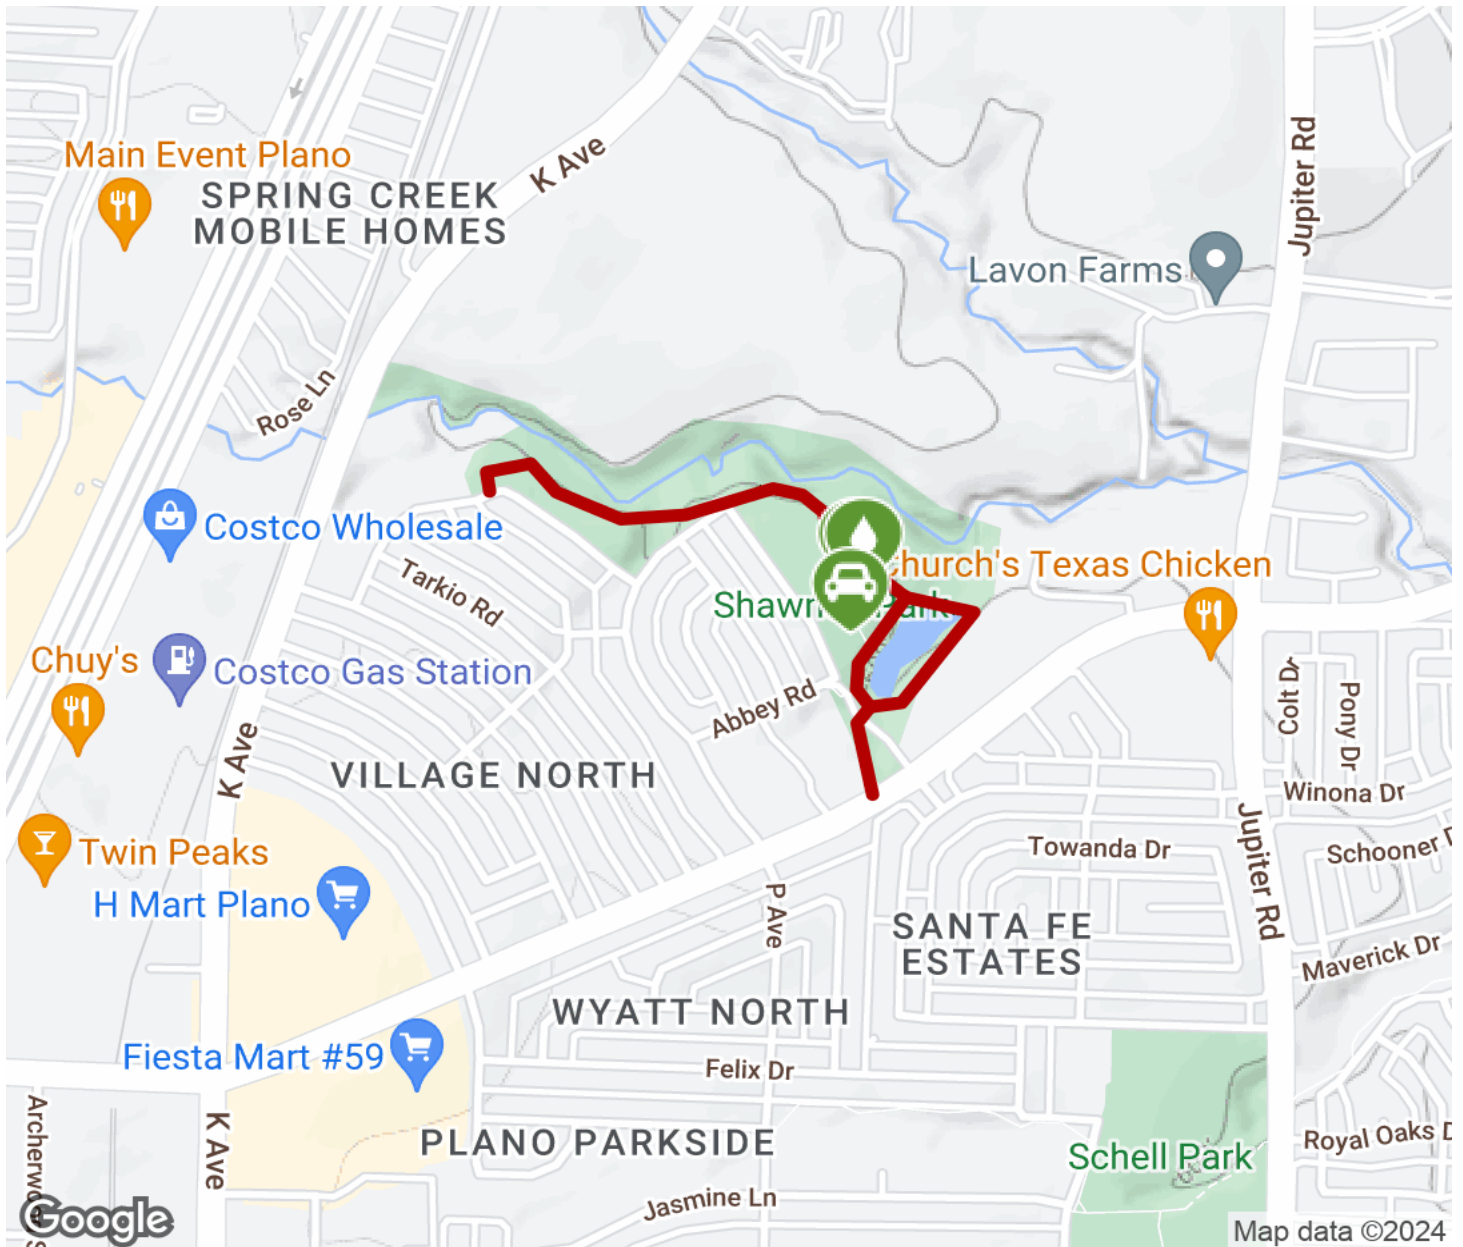 K Ave
Jupiter Rd
Main Event Plano
SPRING CREEK
MOBILE HOMES
Lavon Farms
Rose Ln
Costco Wholesale
Church's Texas Chicken
Tarkio Rd
Chuy's
Costco Gas Station
Abbey Rd
Colt Dr
Pony Dr
K Ave
VILLAGE NORTH
Winona Dr
Twin Peaks
Towanda Dr
Schooner
Jupiter Rd
H Mart Plano
P Ave
SANTA FE
ESTATES
Maverick Dr
WYATT NORTH
Fiesta Mart #59
Felix Dr
K Ave
PLANO PARKSIDE
Royal Oaks
Schell Park
Jasmine Ln
Google
Map data ©2024